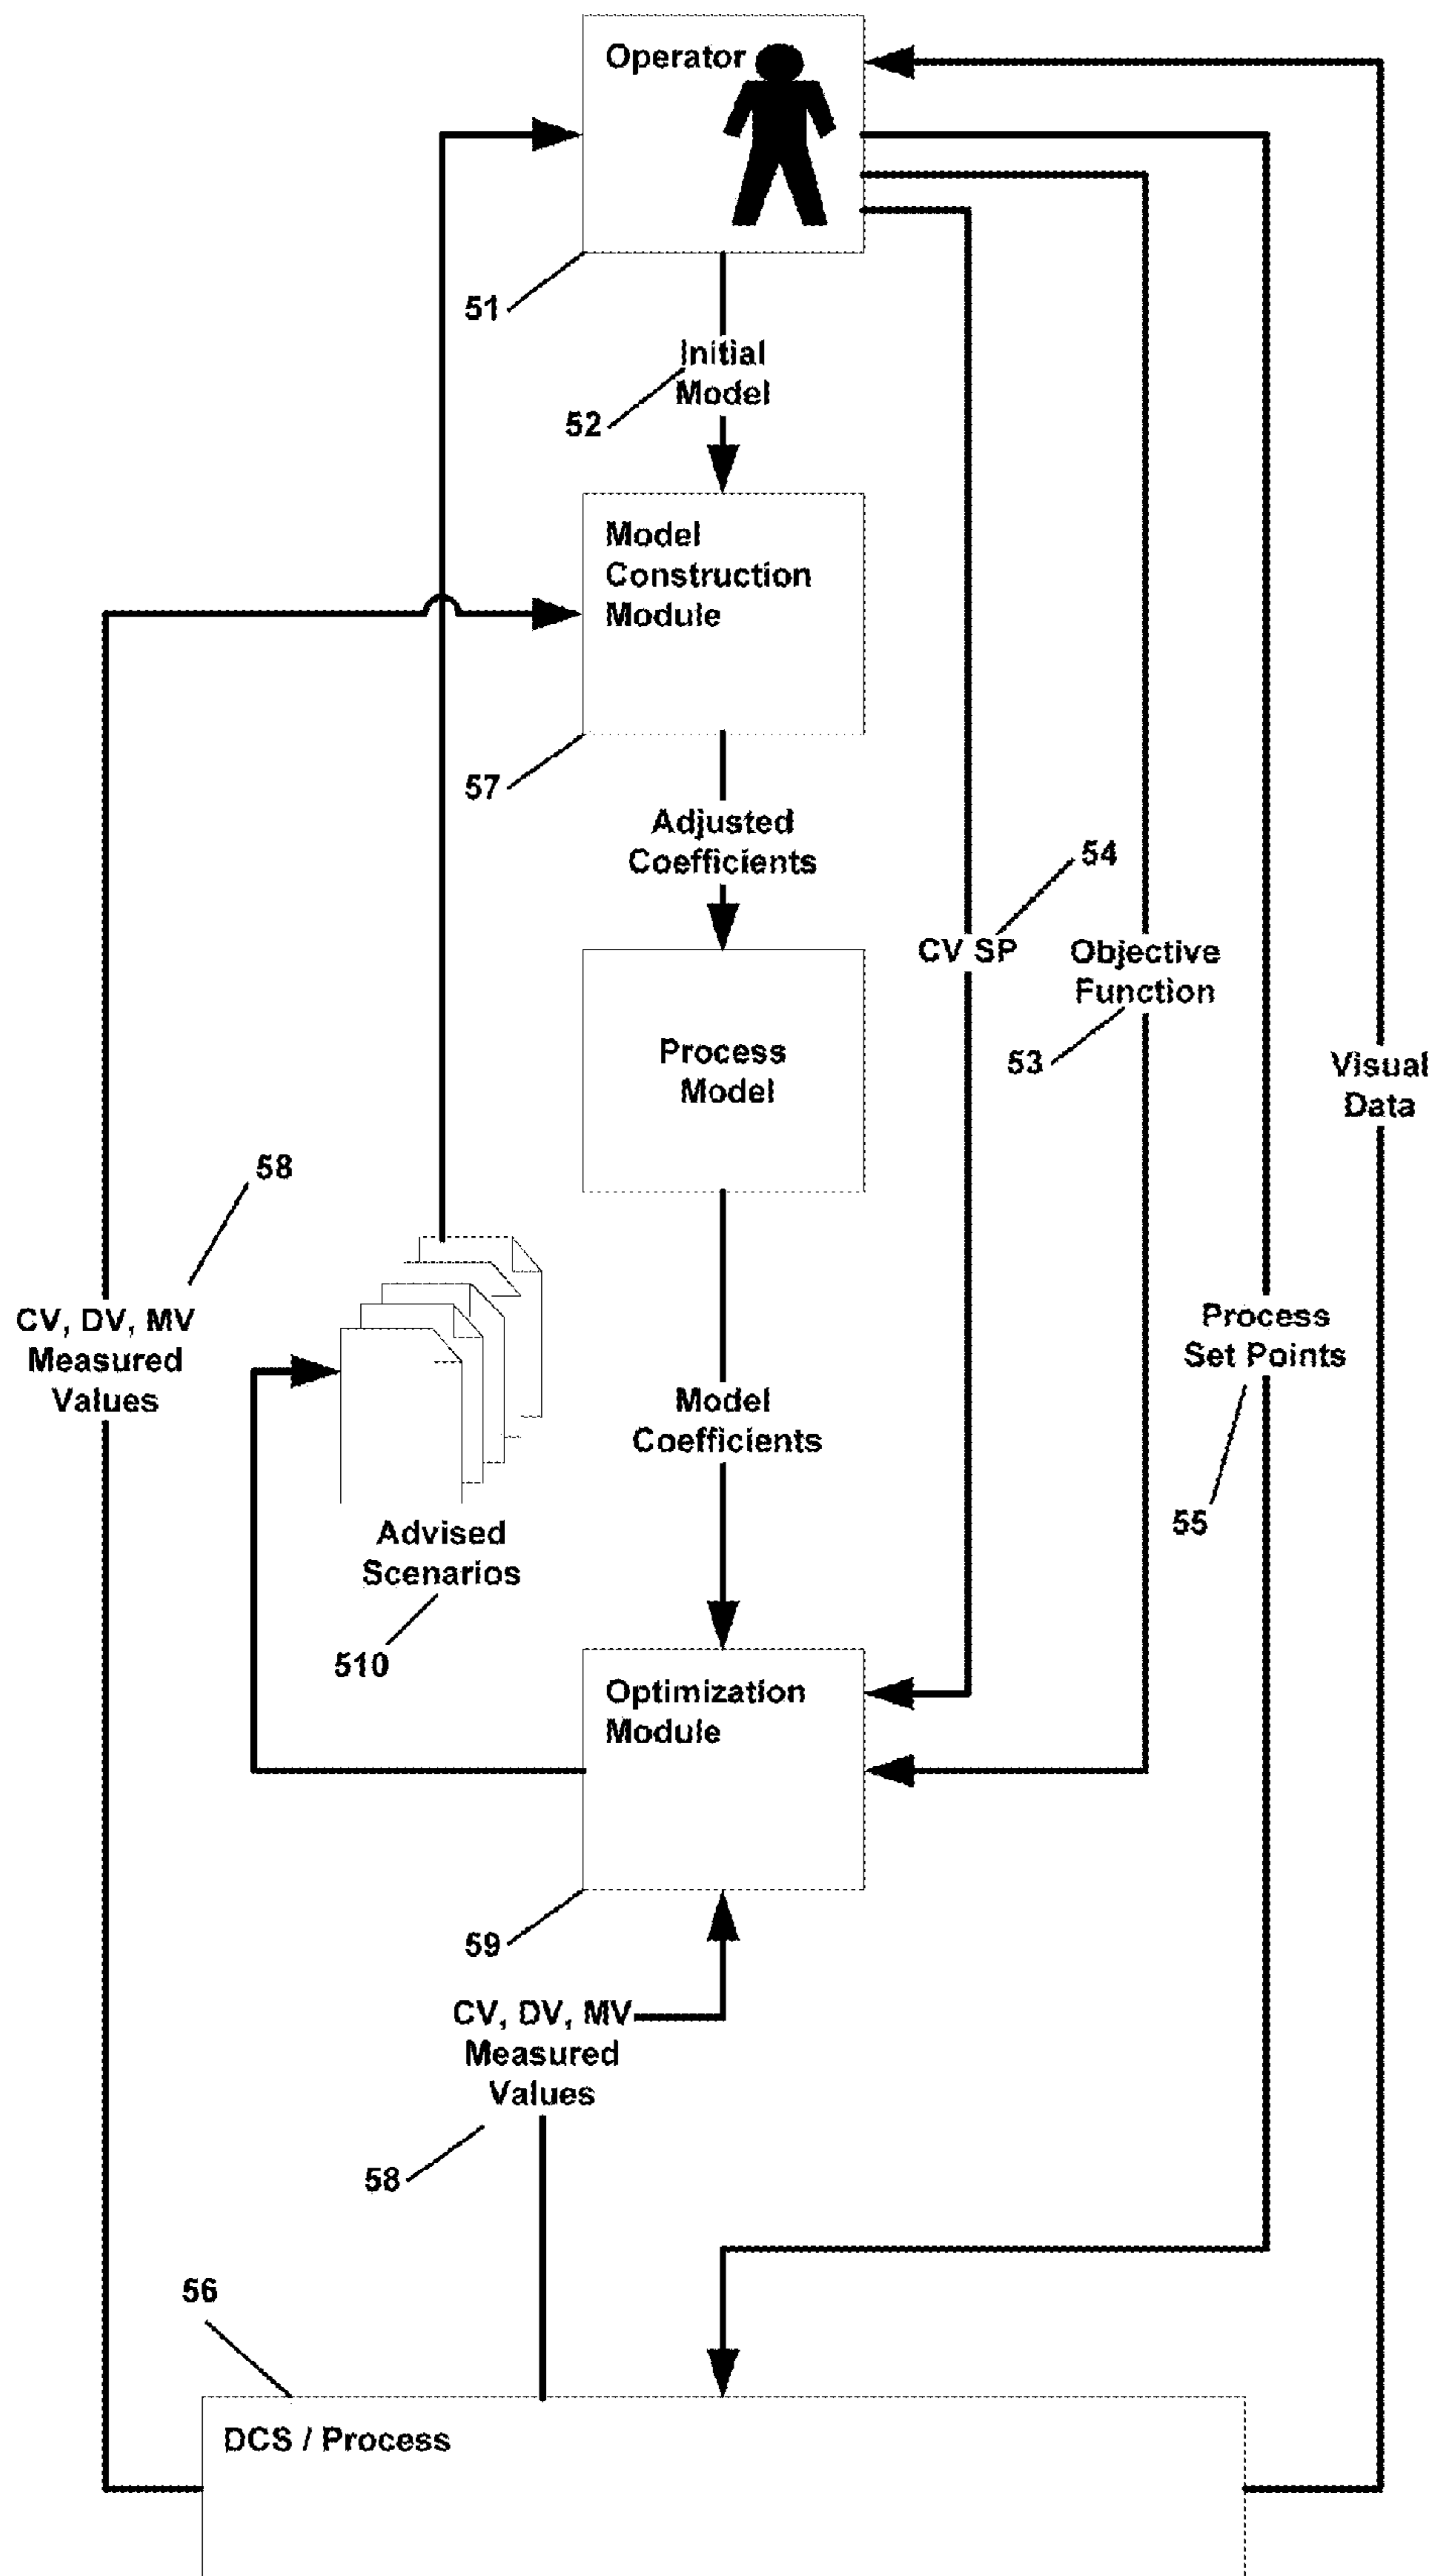 Operator
51
Initial
Model
52
Model
Construction
Module
57
Adjusted
Coefficients
54
CV SP
Objective
Function
53
Process
Model
Visual
Data
58
CV, DV, MV
Measured
Values
Process
Set Points
55
Model
Coefficients
Advised
Scenarios
510
Optimization
Module
59
CV, DV, MV
Measured
Values
58
56
DCS / Process